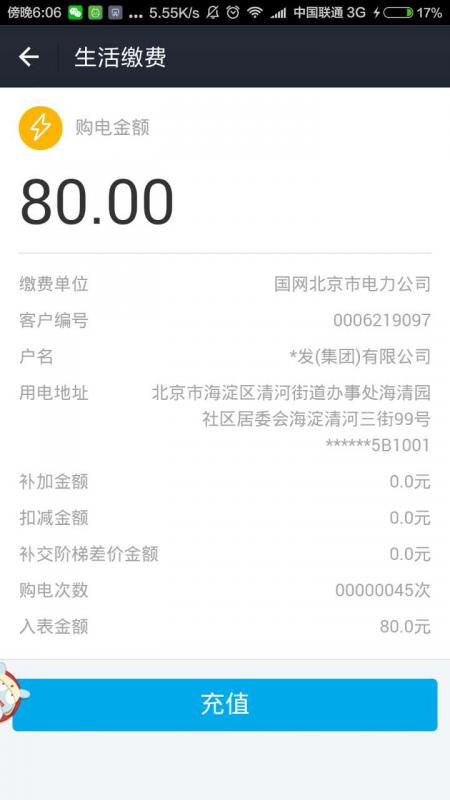 傍晚6:06 ... 5.55K/s 中国联通 3G 17%
生活缴费
购电金额
80.00
缴费单位 国网北京市电力公司
客户编号 0006219097
户名 *发(集团)有限公司
用电地址 北京市海淀区清河街道办事处海清园
社区居委会海淀清河三街99号
******5B1001
补加金额 0.0元
扣减金额 0.0元
补交阶梯差价金额 0.0元
购电次数 00000045次
入表金额 80.0元
充值